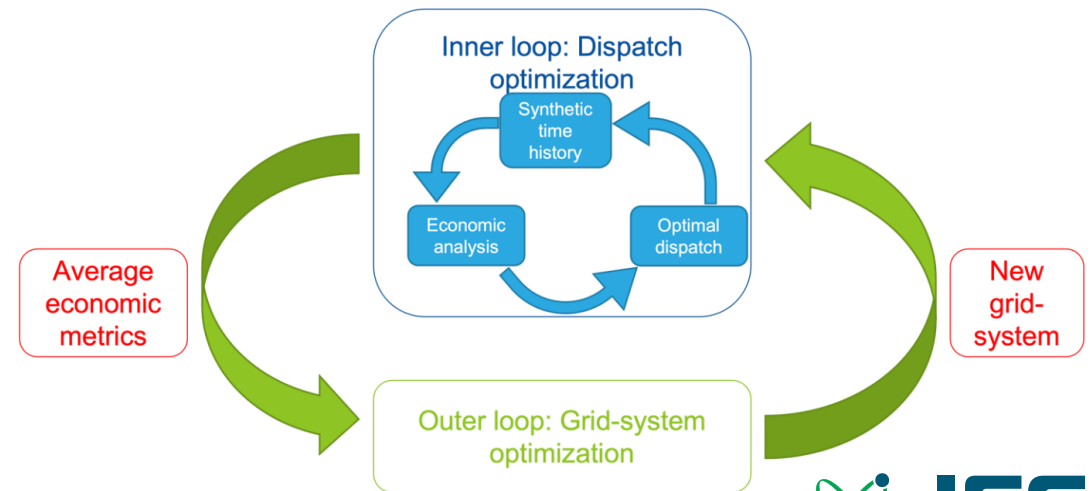 Inner loop: Dispatch
optimization
Synthetic
time
history
Economic
analysis
Optimal
dispatch
Average
economic
metrics
New
grid-
system
Outer loop: Grid-system
optimization